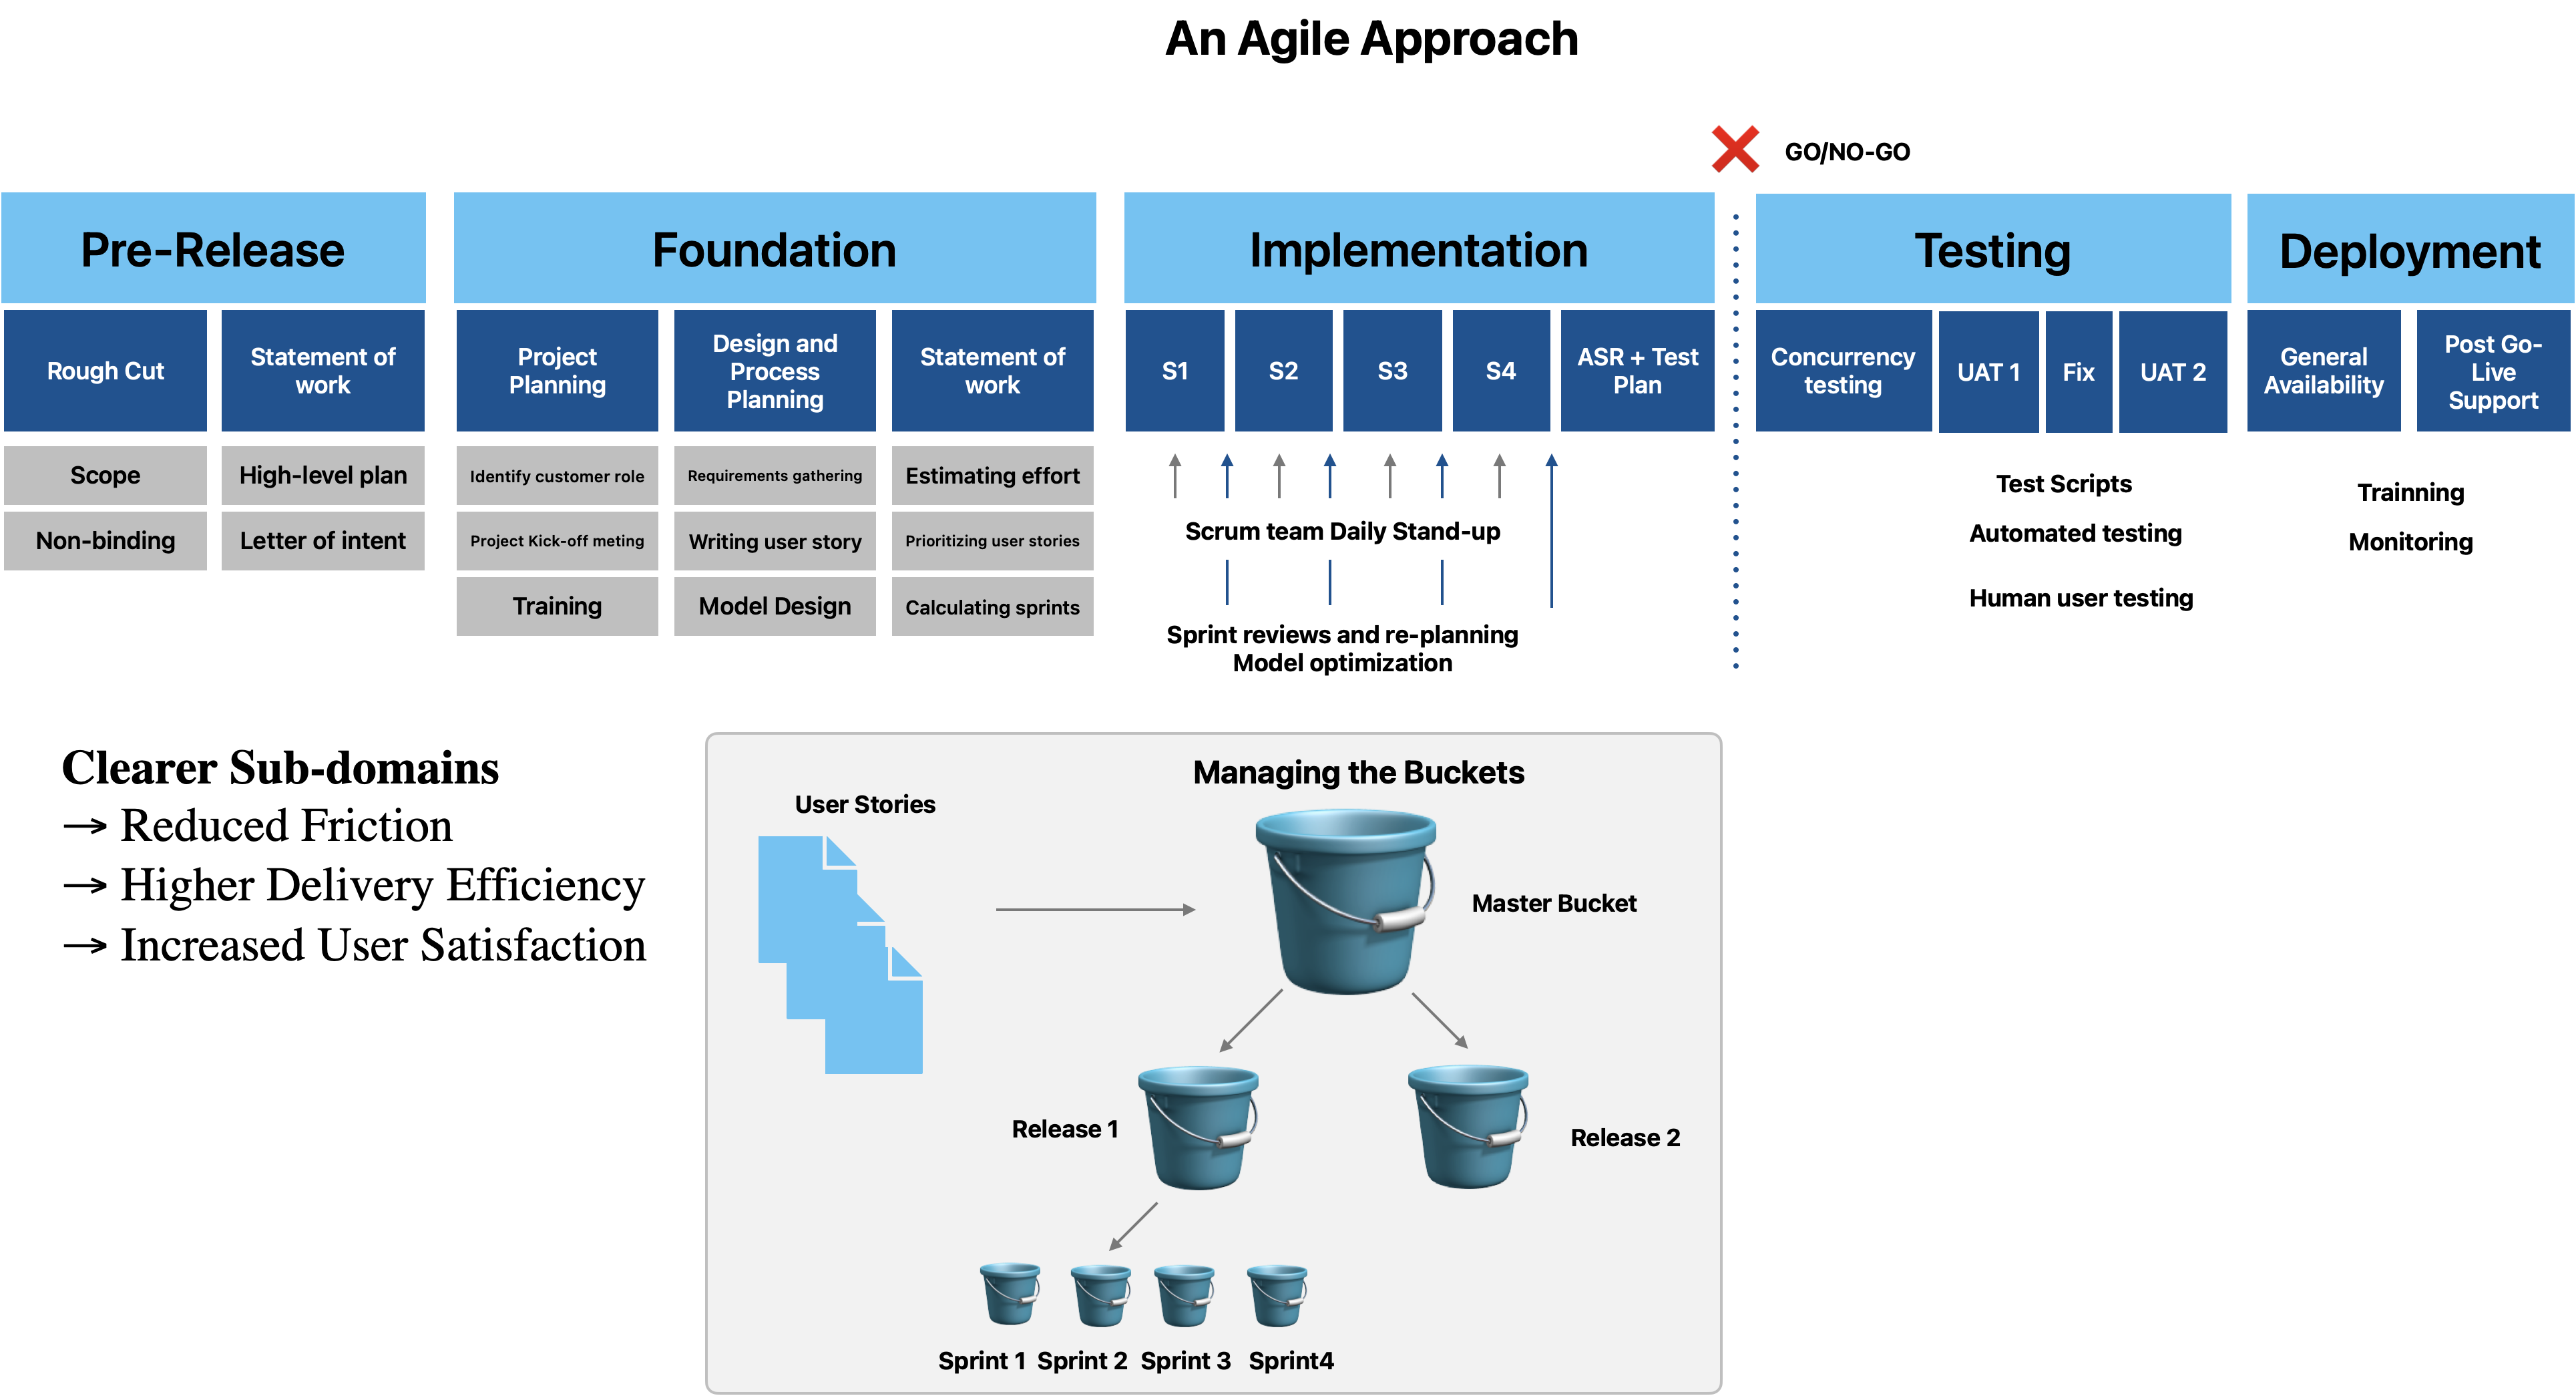 An Agile Approach
GO/NO-GO
Pre-Release
Foundation
Implementation
Testing
Deployment
Rough Cut
Statement of
work
Project
Planning
Design and
Process
Planning
Statement of
work
S1
S2
S3
S4
ASR + Test
Plan
Concurrency
testing
UAT 1
Fix
UAT 2
General
Availability
Post Go-
Live
Support
Scope
Non-binding
High-level plan
Letter of intent
Identify customer role
Project Kick-off meting
Training
Requirements gathering
Writing user story
Model Design
Estimating effort
Prioritizing user stories
Calculating sprints
Scrum team Daily Stand-up
Sprint reviews and re-planning
Model optimization
Test Scripts
Automated testing
Human user testing
Trainning
Monitoring
Clearer Sub-domains
→ Reduced Friction
→ Higher Delivery Efficiency
→ Increased User Satisfaction
Managing the Buckets
User Stories
Master Bucket
Release 1
Release 2
Sprint 1
Sprint 2
Sprint 3
Sprint4